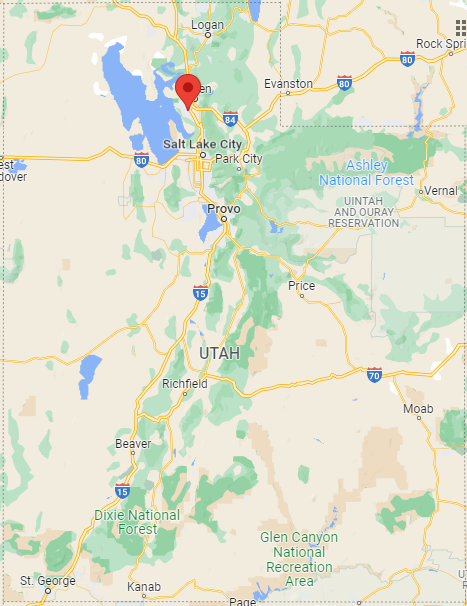 Logan
Rock Spri
80
en
Evanston
80
84
Salt Lake City
Park City
80
est
dover
Ashley
National Forest
Vernal
UINTAH
AND OURAY
RESERVATION
Provo
Price
15
UTAH
70
Richfield
Moab
Beaver
15
Dixie National
Forest
Glen Canyon
National
Recreation
Area
St. George
Kanab
Page